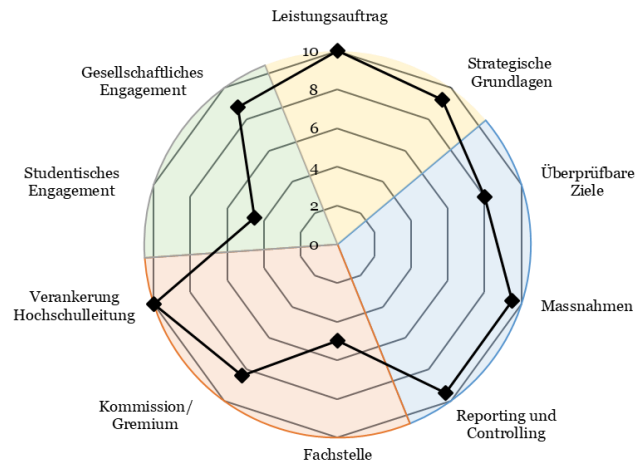 Leistungsauftrag
Strategische
Grundlagen
Überprüfbare
Ziele
Massnahmen
Reporting und
Controlling
Fachstelle
Kommission/
Gremium
Verankerung
Hochschulleitung
Studentisches
Engagement
Gesellschaftliches
Engagement
10
8
6
4
2
0